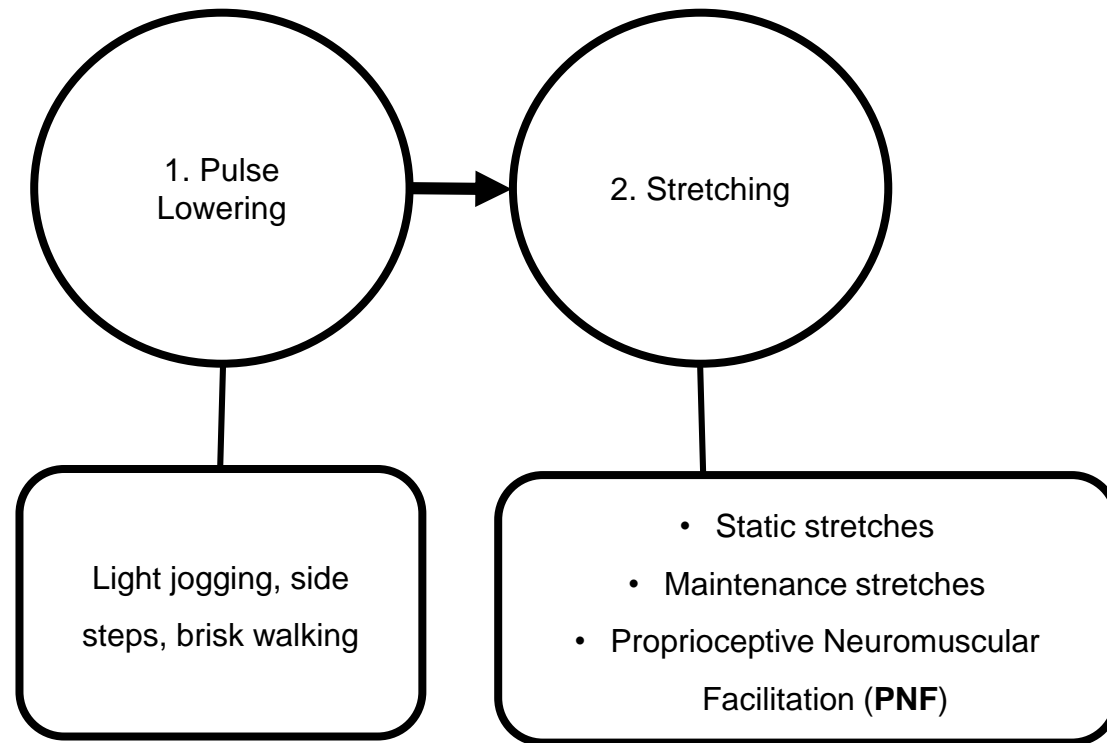 1. Pulse
Lowering
2. Stretching
Light jogging, side
steps, brisk walking
• Static stretches
• Maintenance stretches
• Proprioceptive Neuromuscular
Facilitation (PNF)